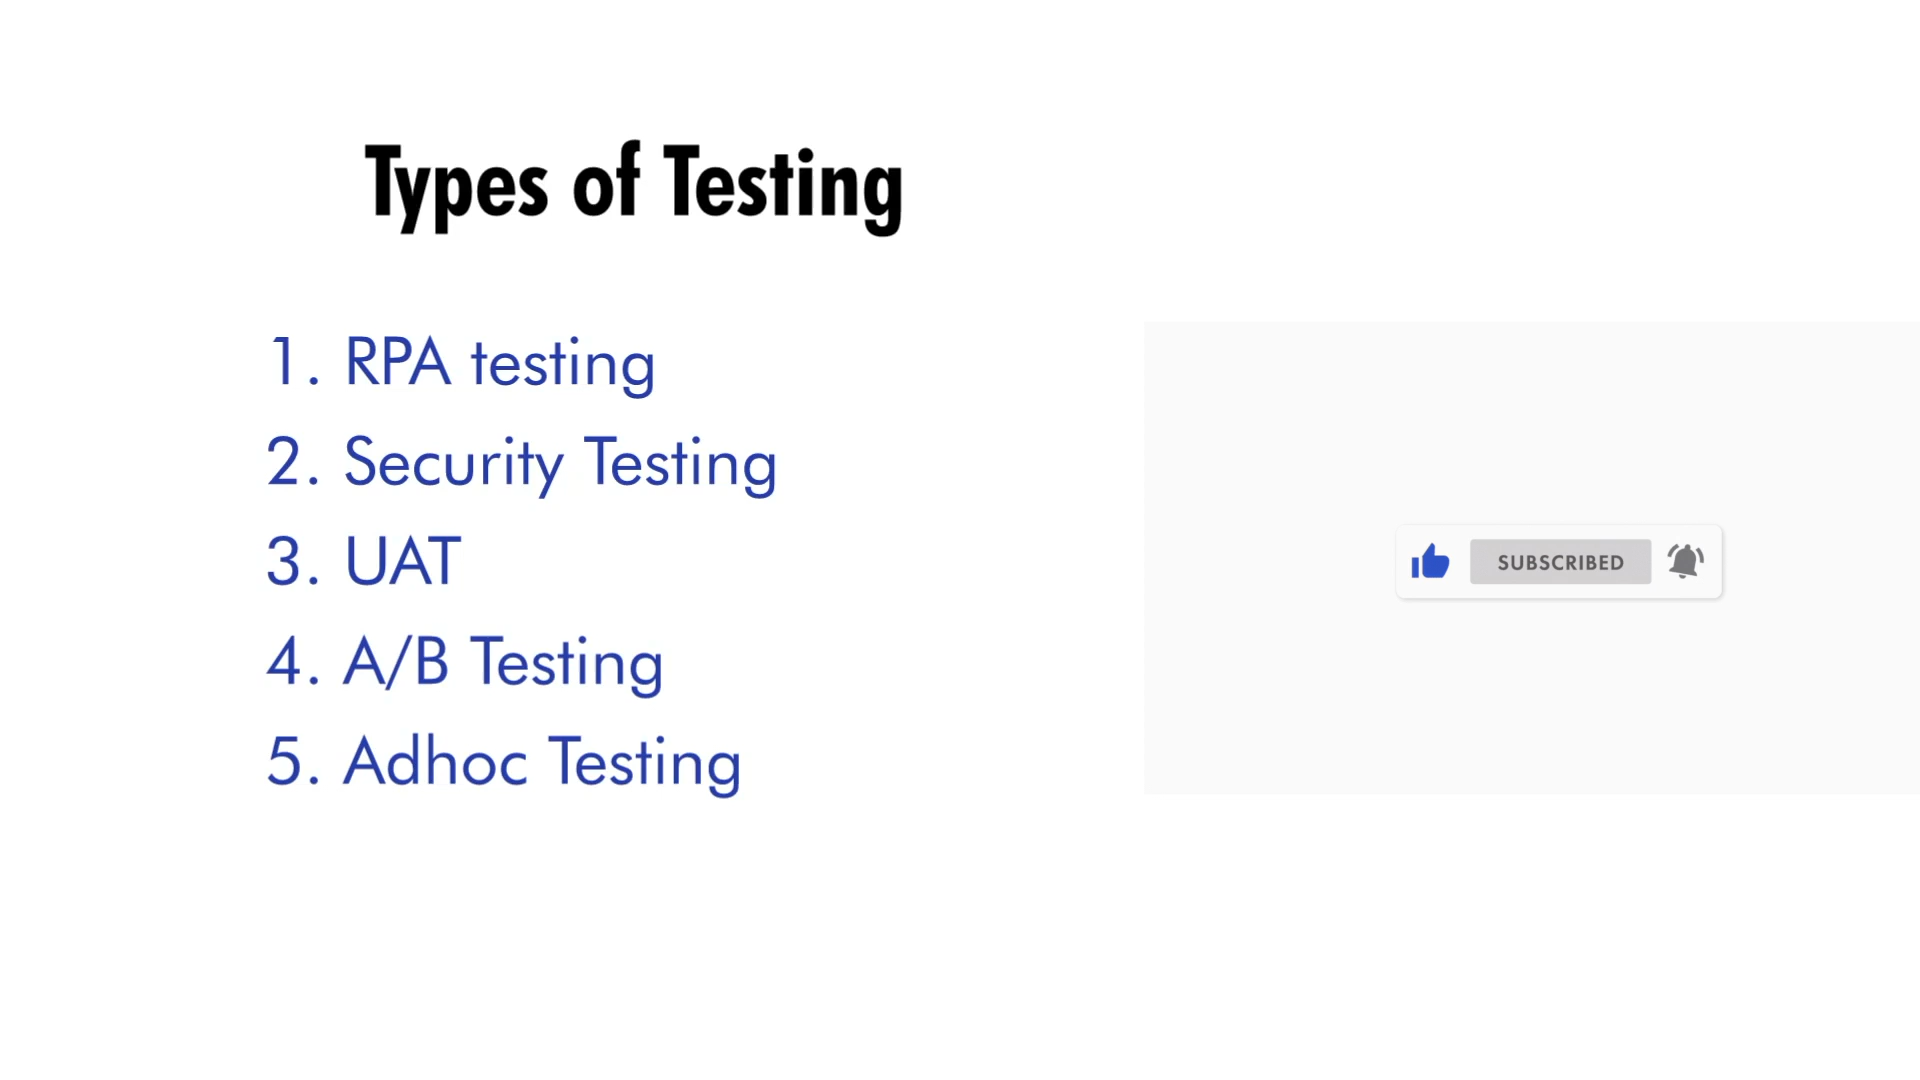 Types of Testing
1. RPA testing
2. Security Testing
3. UAT
4. A/B Testing
5. Adhoc Testing
SUBSCRIBED